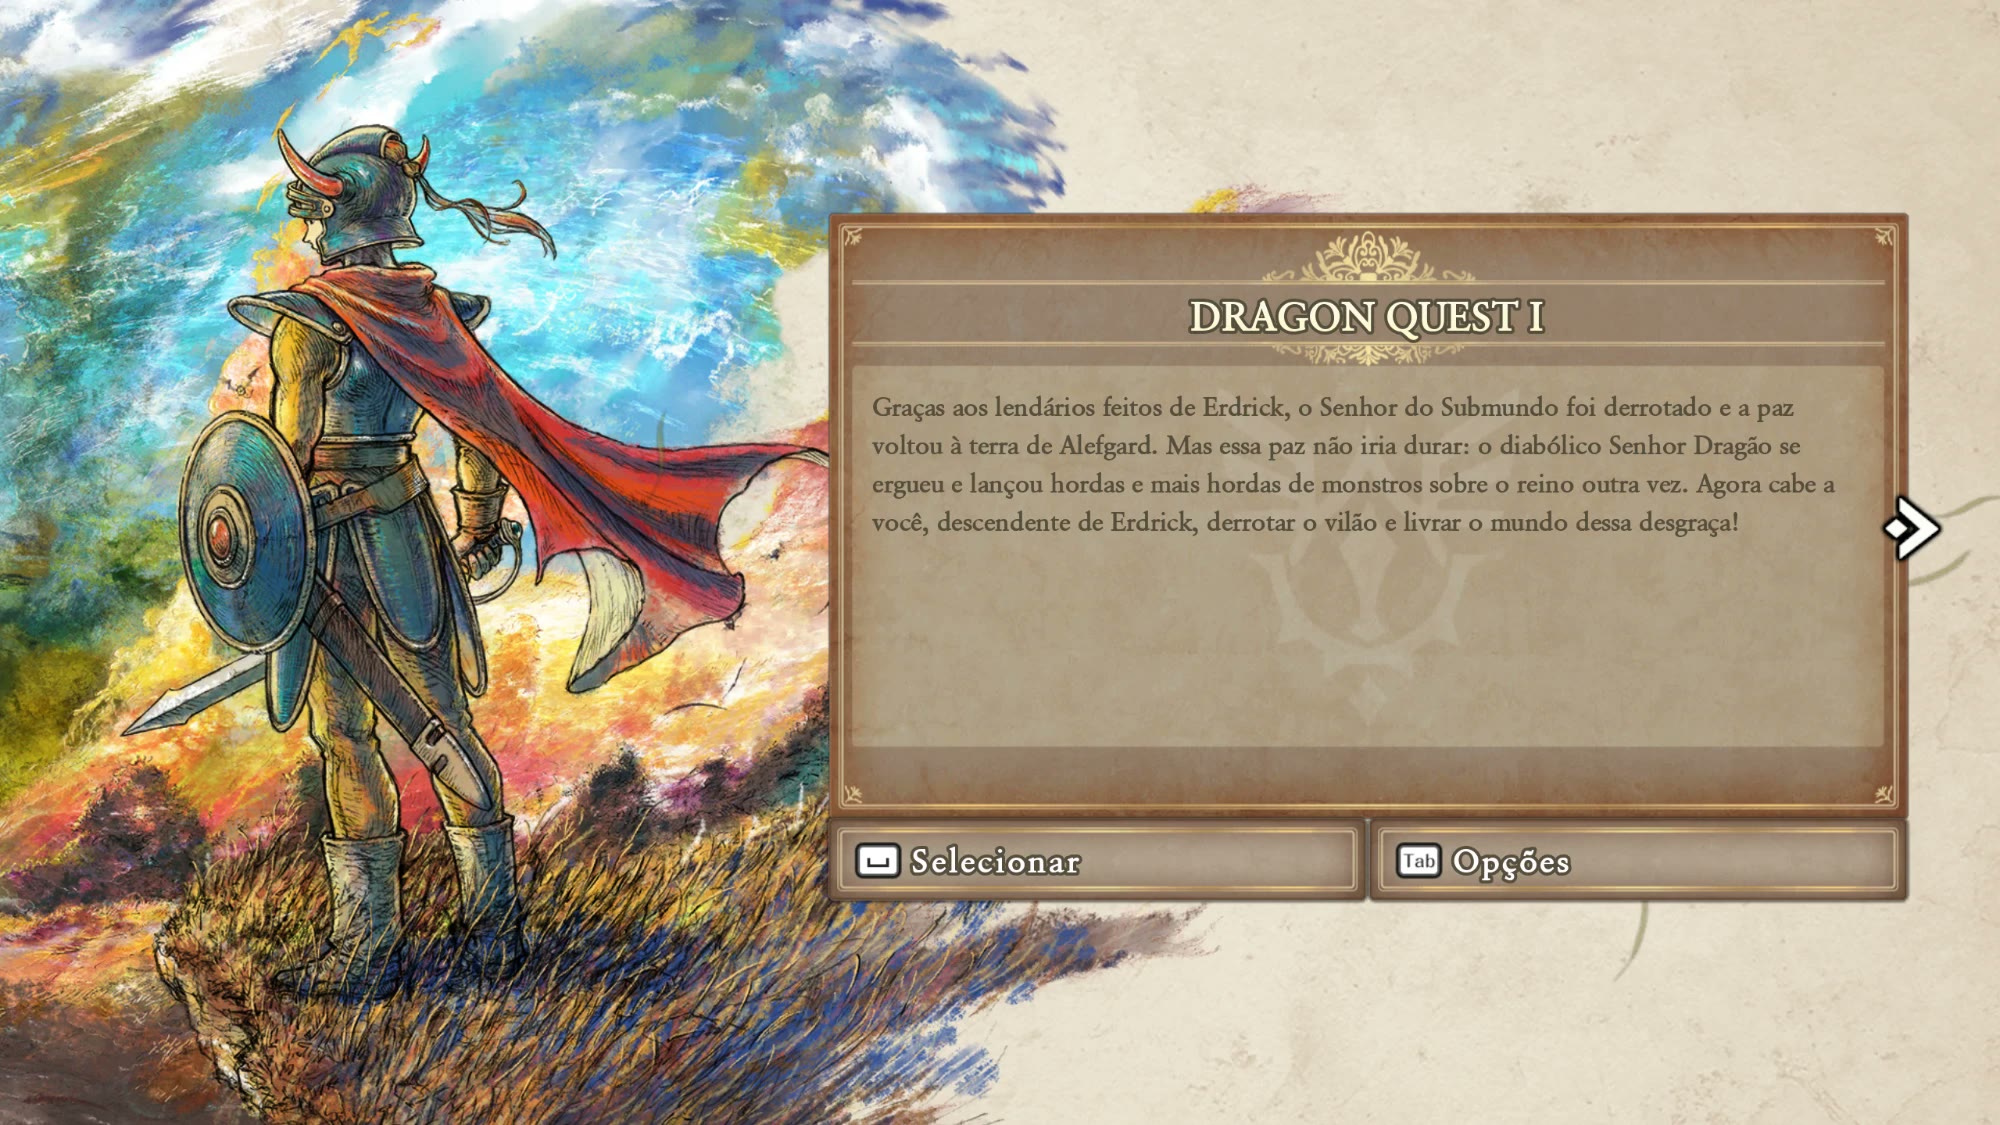 DRAGON QUEST I
Graças aos lendários feitos de Erdrick, o Senhor do Submundo foi derrotado e a paz
voltou à terra de Alefgard. Mas essa paz não iria durar: o diabólico Senhor Dragão se
ergueu e lançou hordas e mais hordas de monstros sobre o reino outra vez. Agora cabe a
você, descendente de Erdrick, derrotar o vilão e livrar o mundo dessa desgraça!
Selecionar
Tab Opções